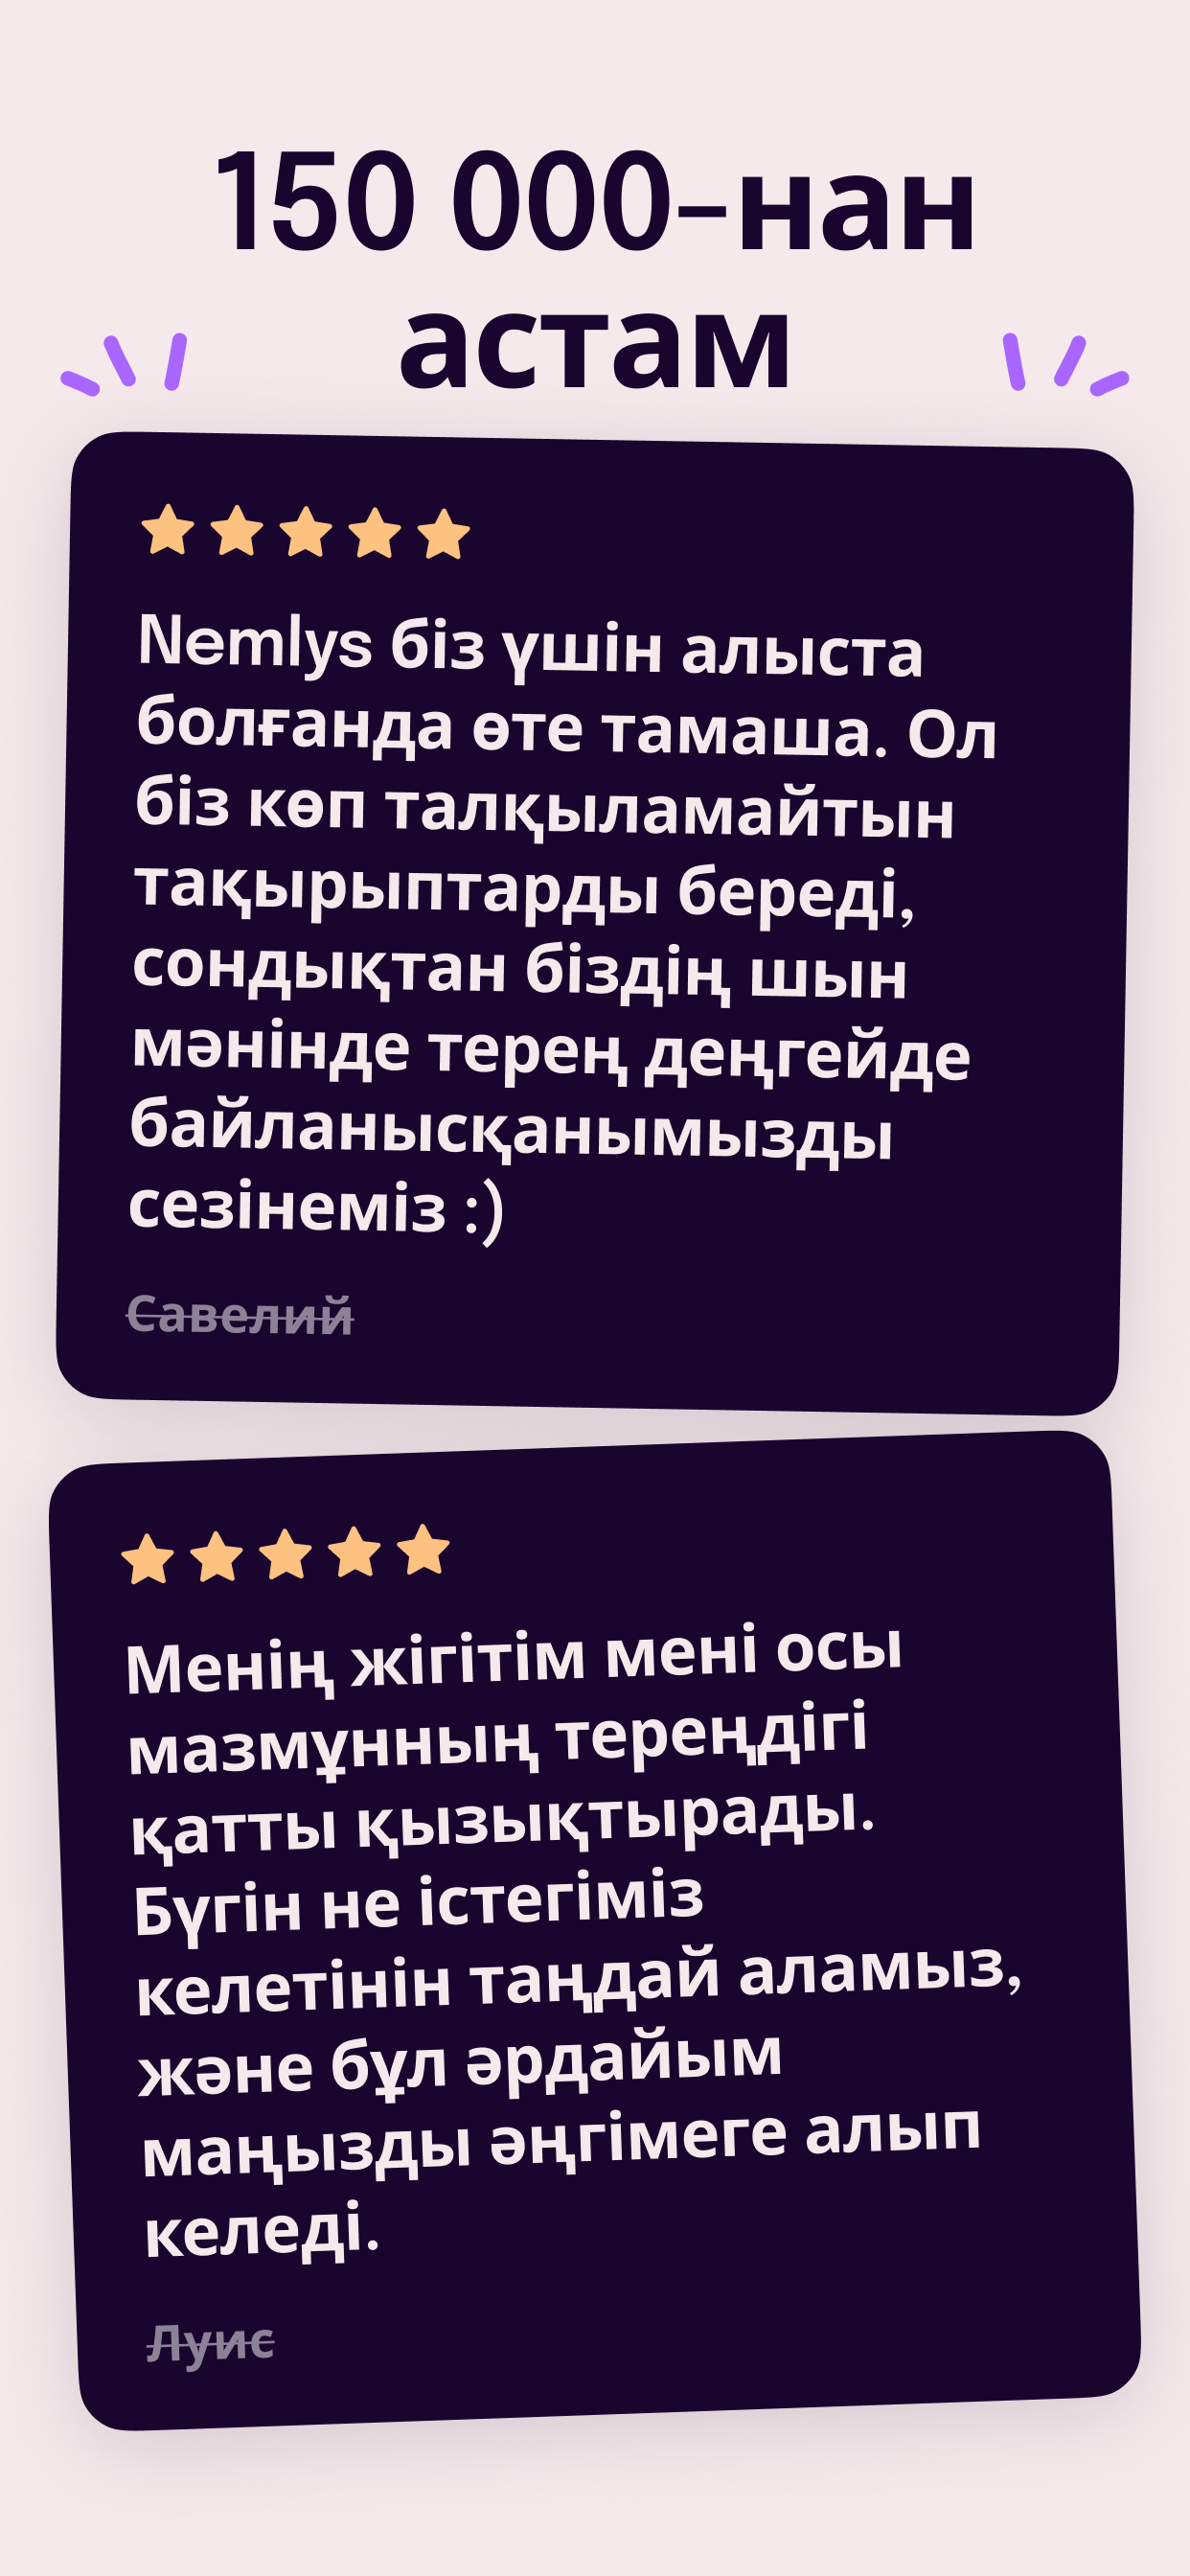 150 000-нан
астам
Nemlys біз үшін алыста
болғанда өте тамаша. Ол
біз көп талқыламайтын
тақырыптарды береді,
сондықтан біздің шын
мәнінде терең деңгейде
байланысқанымызды
сезінеміз :)
Савелий
Менің жігітім мені осы
мазмұнның тереңдігі
қатты қызықтырады.
Бүгін не істегіміз
келетінін таңдай аламыз,
және бұл әрдайым
маңызды әңгімеге алып
келеді.
Луис